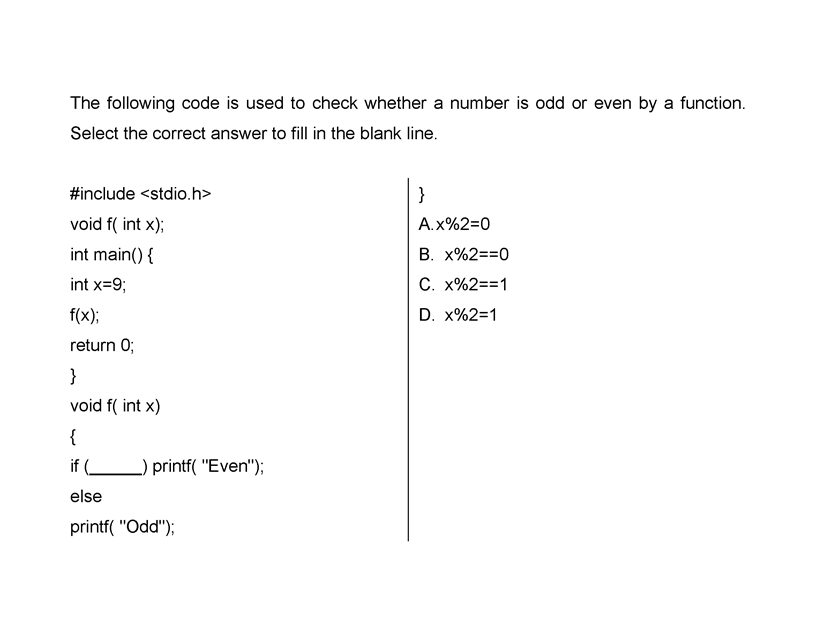 The following code is used to check whether a number is odd or even by a function.
Select the correct answer to fill in the blank line.
#include <stdio.h>
void f( int x);
int main() {
int x=9;
f(x);
return 0;
}
void f( int x)
{
if (______) printf( "Even");
else
printf( "Odd");
}
A.x%2=0
B. x%2==0
C. x%2==1
D. x%2=1